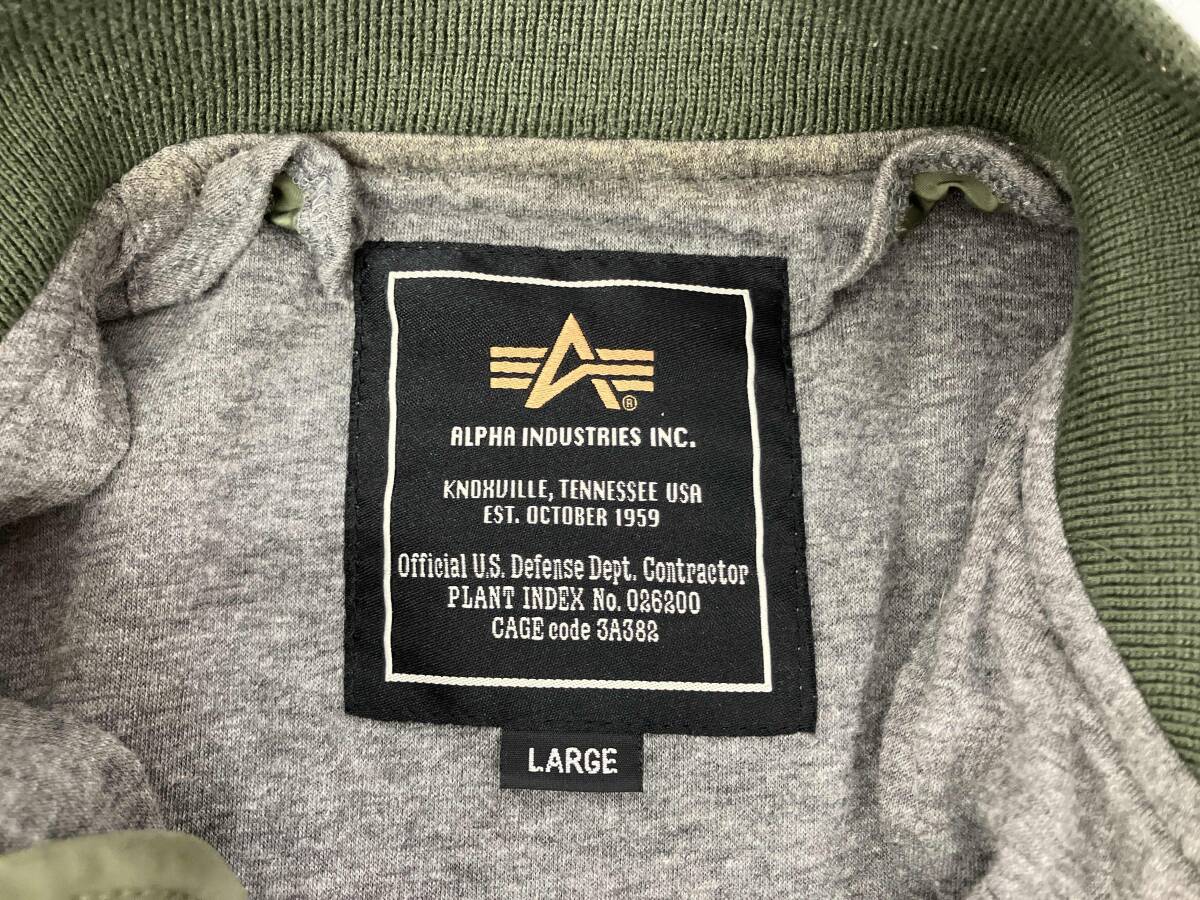 ®
ALPHA INDUSTRIES INC.
KNOXVILLE, TENNESSEE USA
EST. OCTOBER 1959
Official U.S. Defense Dept. Contractor
PLANT INDEX No. 026200
CAGE code 3A382
LARGE